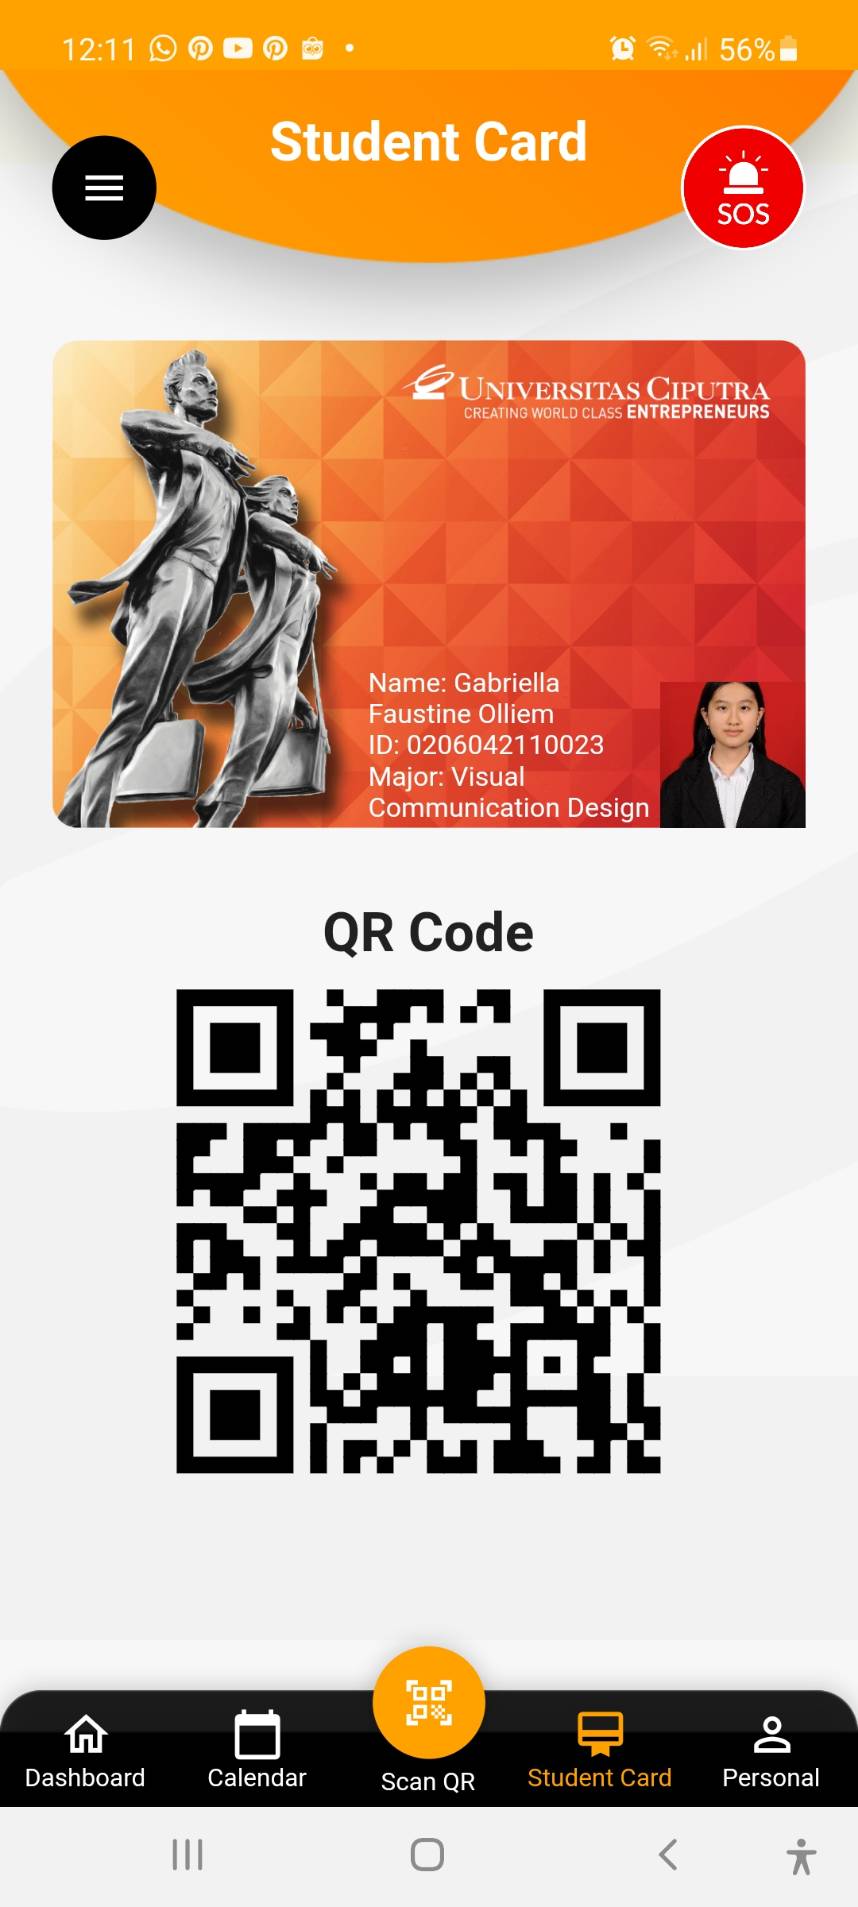 12:11
56%
Student Card
SOS
UNIVERSITAS CIPUTRA
CREATING WORLD CLASS ENTREPRENEURS
Name: Gabriella
Faustine Olliem
ID: 0206042110023
Major: Visual
Communication Design
QR Code
Dashboard
Calendar
Scan QR
Student Card
Personal